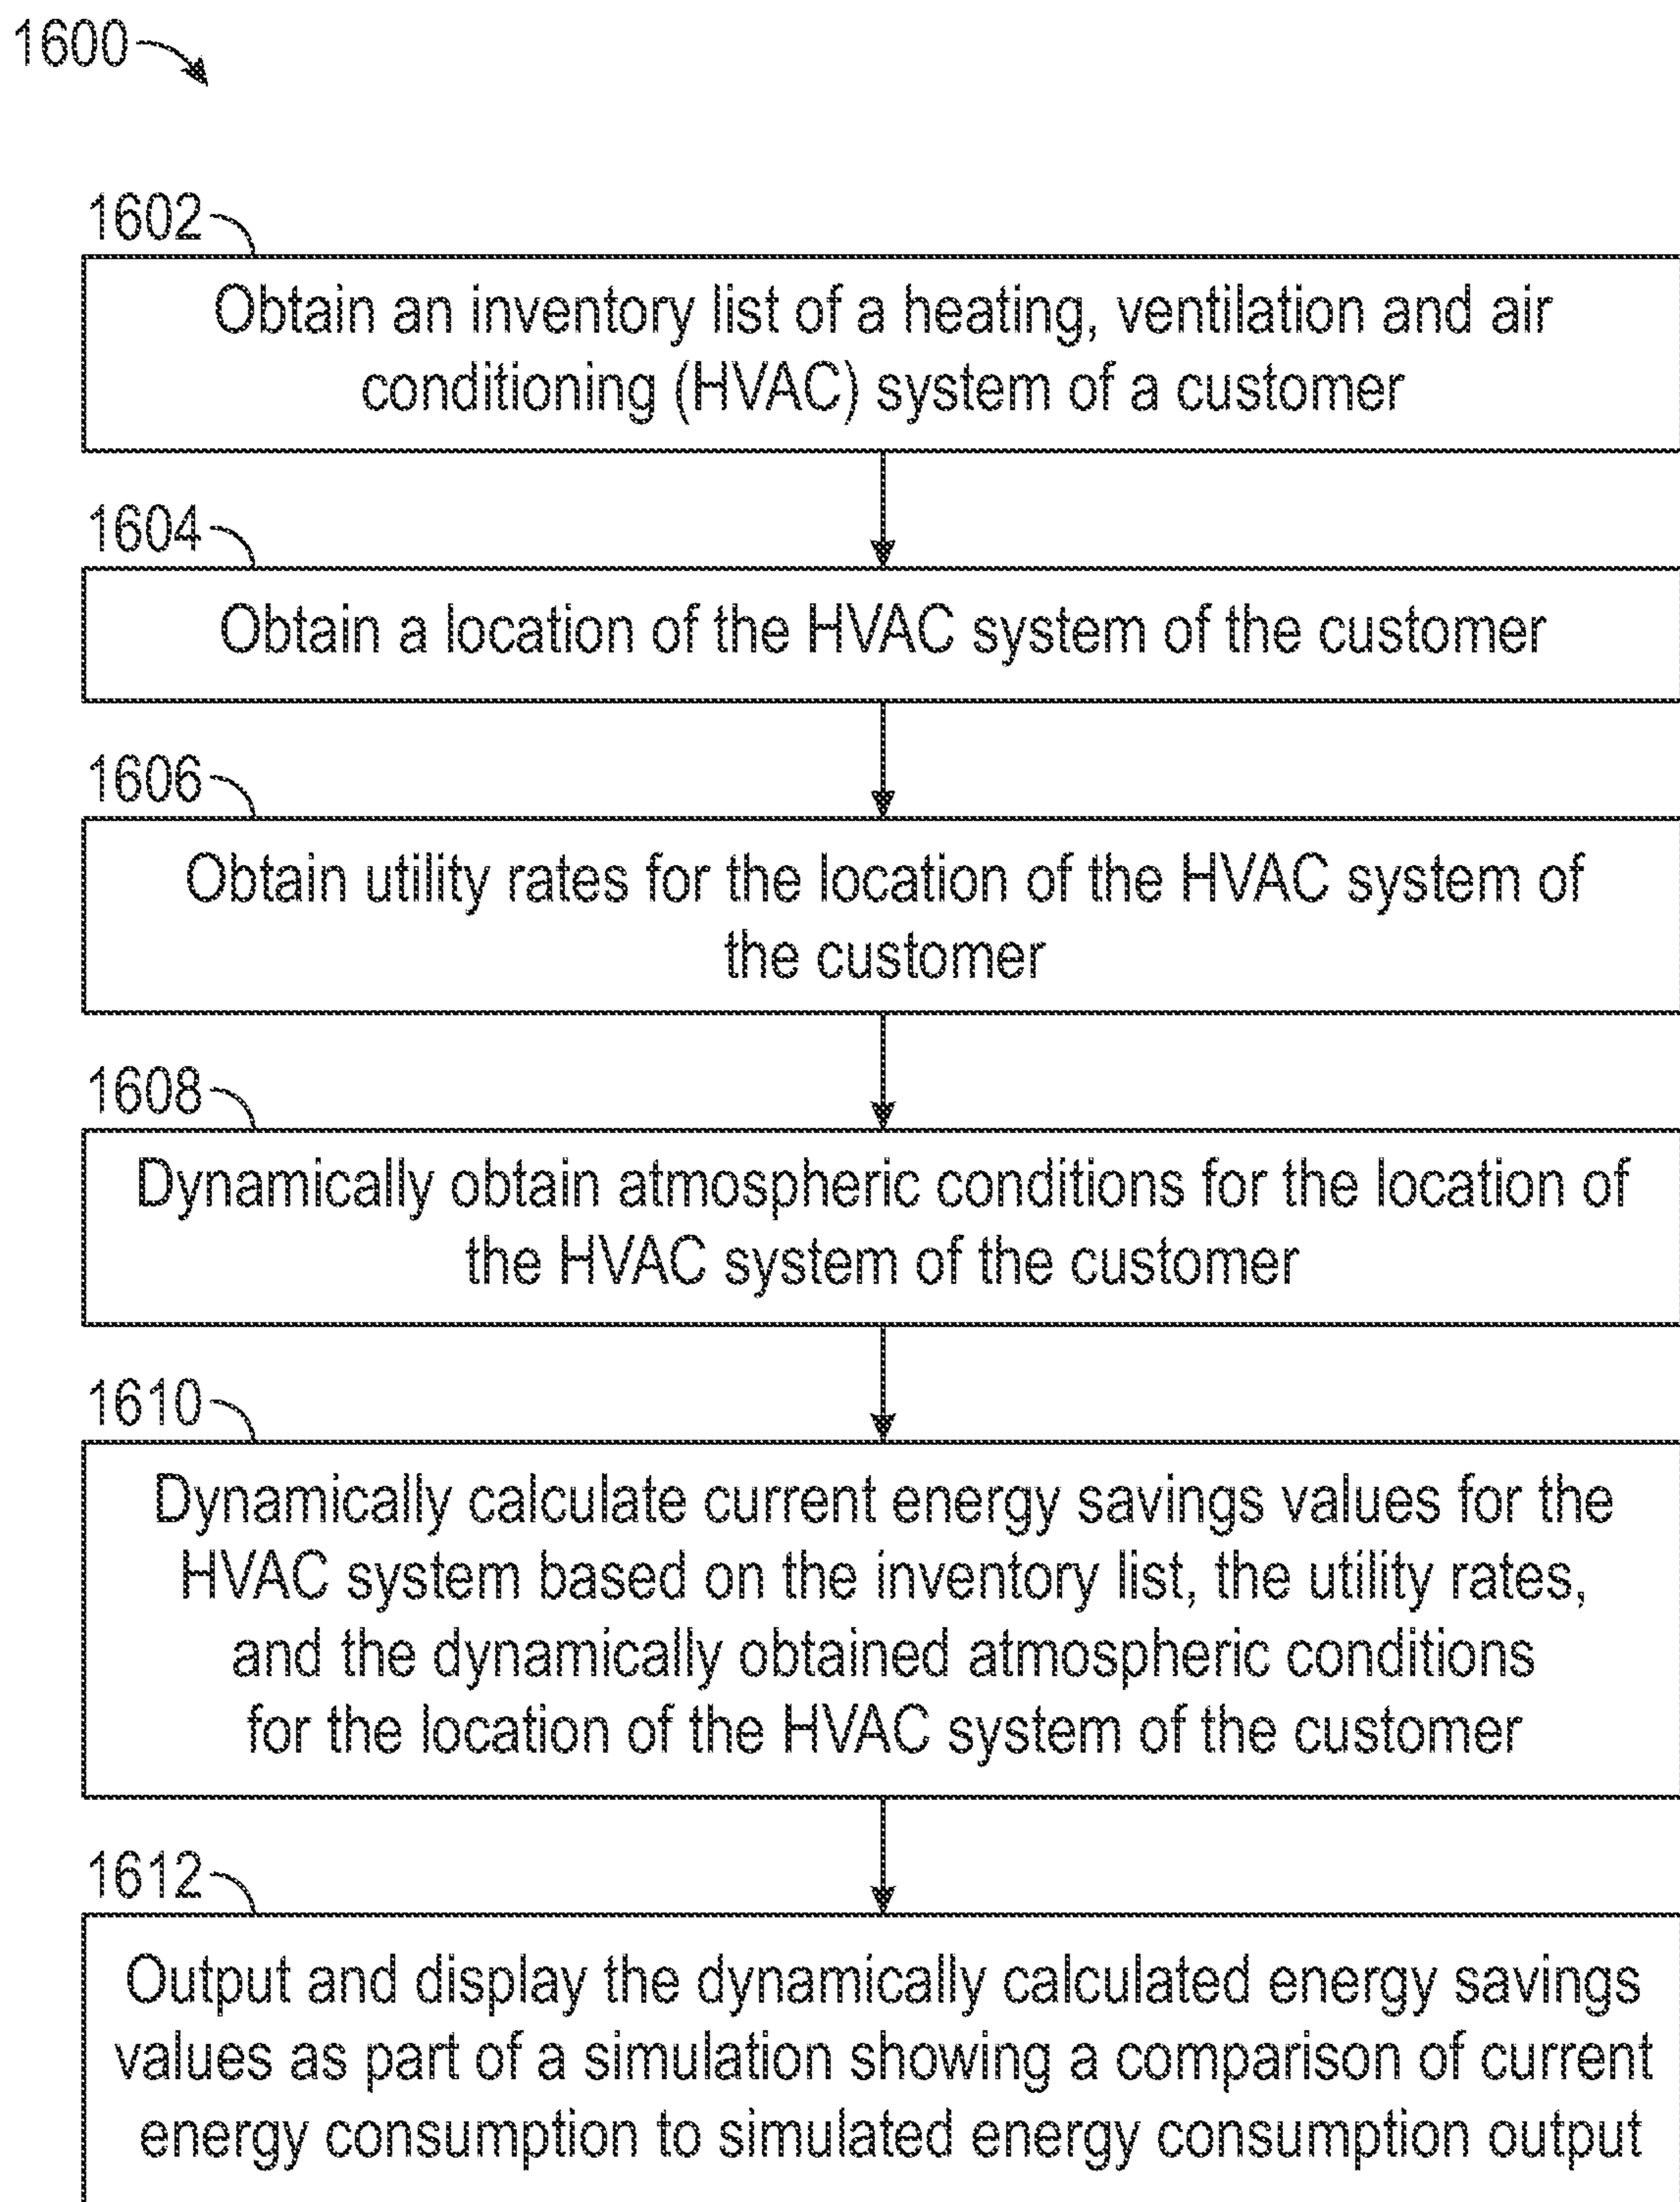 1600
1602
Obtain an inventory list of a heating, ventilation and air
conditioning (HVAC) system of a customer
1604
Obtain a location of the HVAC system of the customer
1606
Obtain utility rates for the location of the HVAC system of
the customer
1608
Dynamically obtain atmospheric conditions for the location of
the HVAC system of the customer
1610
Dynamically calculate current energy savings values for the
HVAC system based on the inventory list, the utility rates,
and the dynamically obtained atmospheric conditions
for the location of the HVAC system of the customer
1612
Output and display the dynamically calculated energy savings
values as part of a simulation showing a comparison of current
energy consumption to simulated energy consumption output